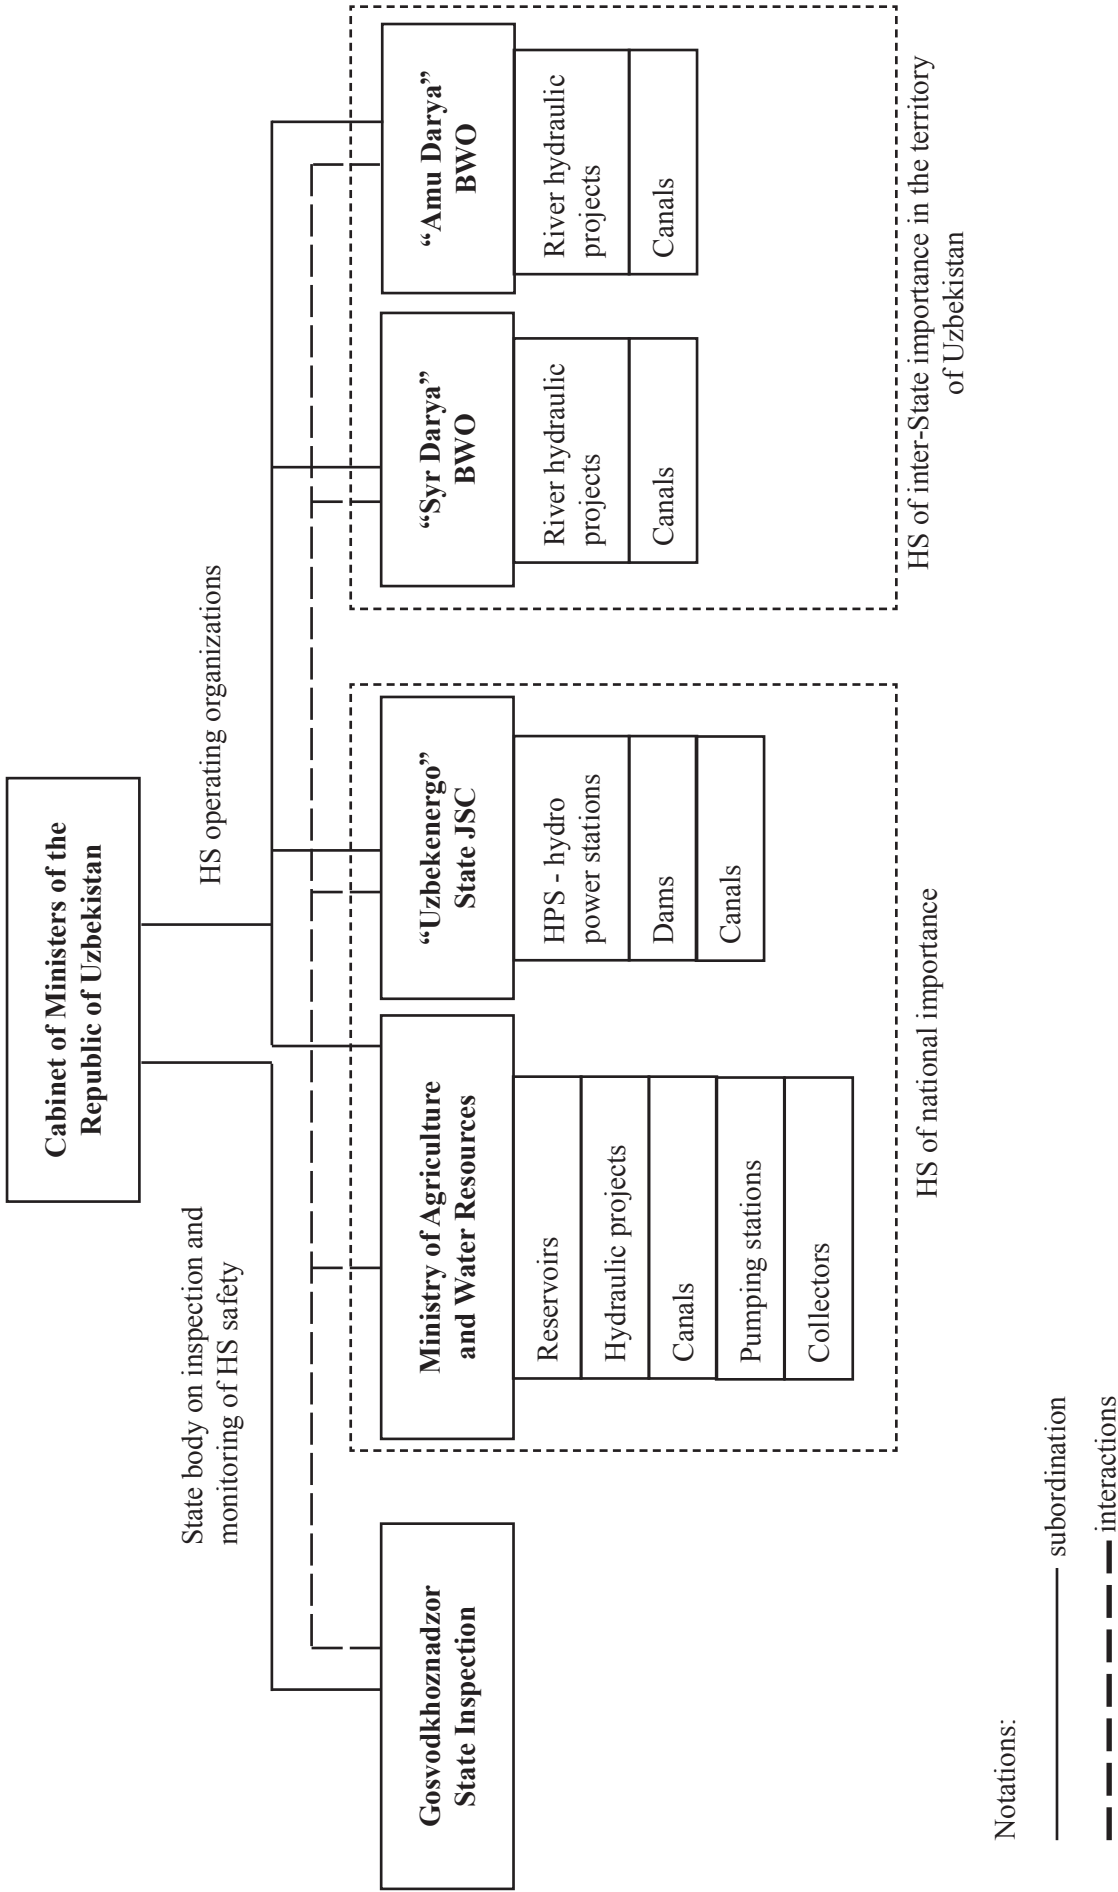 Cabinet of Ministers of the
Republic of Uzbekistan
State body on inspection and
monitoring of HS safety
HS operating organizations
Gosvodkhoznadzor
State Inspection
Ministry of Agriculture
and Water Resources
Reservoirs
Hydraulic projects
Canals
Pumping stations
Collectors
“Uzbekenergo”
State JSC
HPS - hydro
power stations
Dams
Canals
HS of national importance
“Syr Darya”
BWO
River hydraulic
projects
Canals
“Amu Darya”
BWO
River hydraulic
projects
Canals
HS of inter-State importance in the territory
of Uzbekistan
Notations:
subordination
interactions